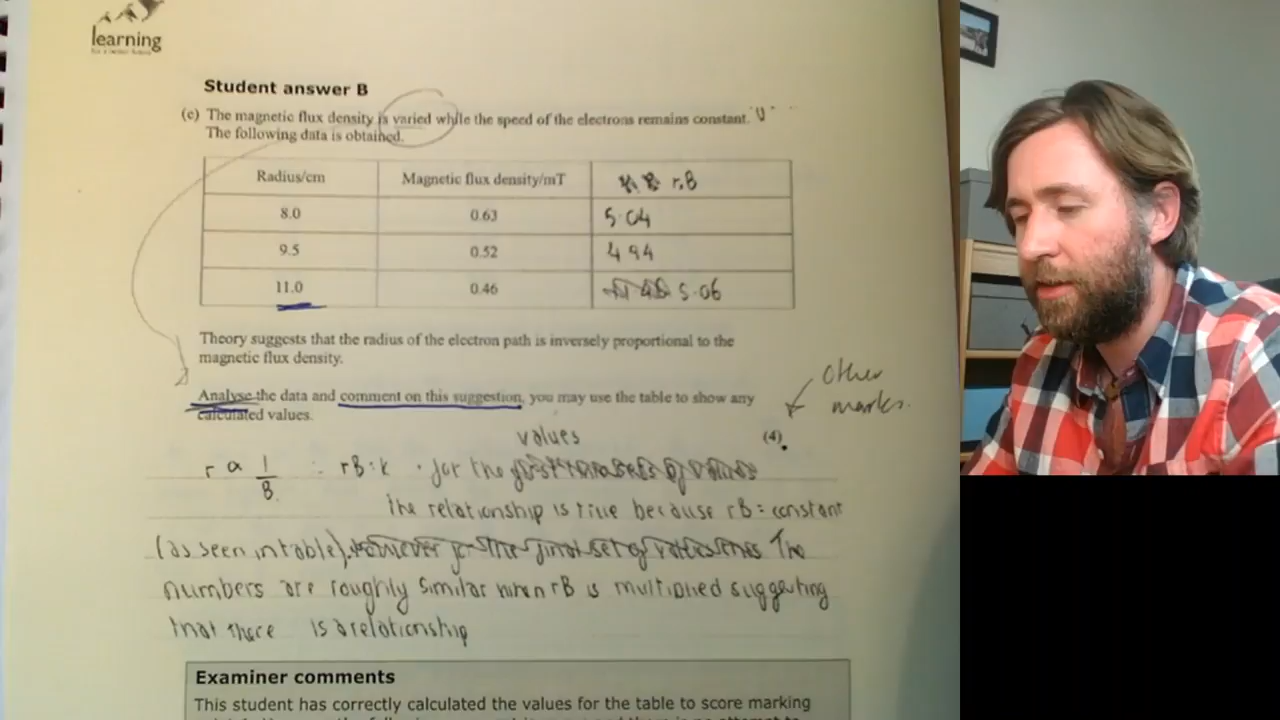 learning
Student answer B
(c) The magnetic flux density is varied while the speed of the electrons remains constant. "U"
The following data is obtained.
Radius/cm Magnetic flux density/mT r.B
8.0 0.63 5.04
9.5 0.52 4 94
11.0 0.46 5.06
Theory suggests that the radius of the electron path is inversely proportional to the
magnetic flux density.
Other
marks.
Analyse the data and comment on this suggestion, you may use the table to show any
calculated values.
(4)
values
r α 1/B ∴ rB = k . for the
The relationship is true because rB = constant
(as seen in table). The
numbers are roughly similar when rB is multiplied suggesting
that there is a relationship
Examiner comments
This student has correctly calculated the values for the table to score marking